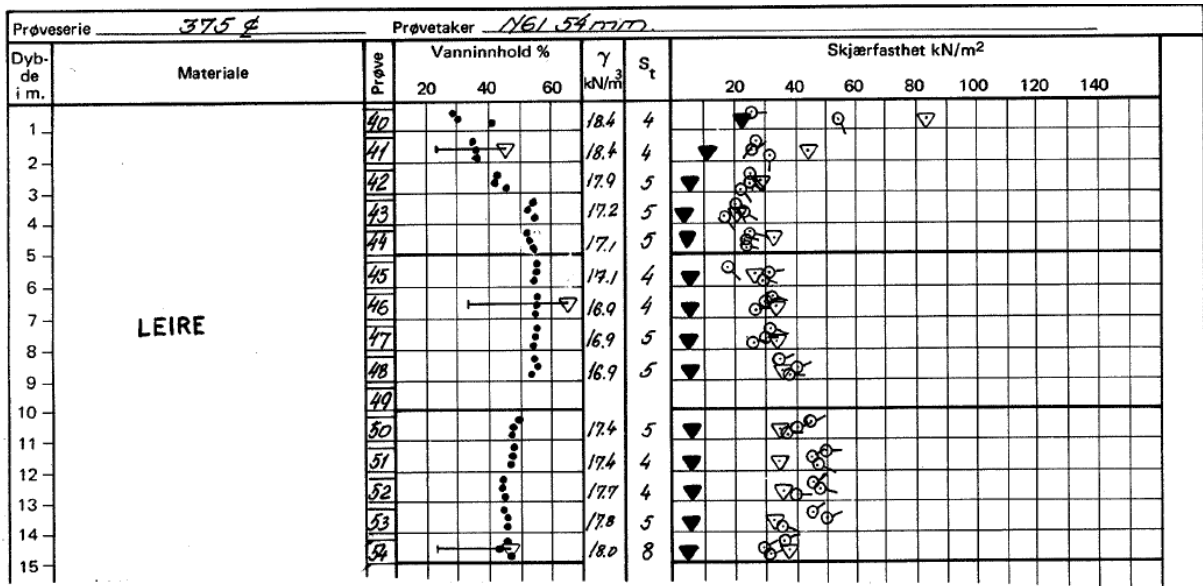 Prøveserie 375 ₵ Prøvetaker NGI 54 mm.
Dyb-de i m. Materiale Prøve Vanninnhold % γ kN/m³ St Skjærfasthet kN/m²
20 40 60 20 40 60 80 100 120 140
40 18.4 4
1
41 18.4 4
2
42 17.9 5
3
43 17.2 5
4
44 17.1 5
5
45 17.1 4
6
46 16.9 4
7
LEIRE
47 16.9 5
8
48 16.9 5
9
49
10
50 17.4 5
11
51 17.4 4
12
52 17.7 4
13
53 17.8 5
14
54 18.0 8
15